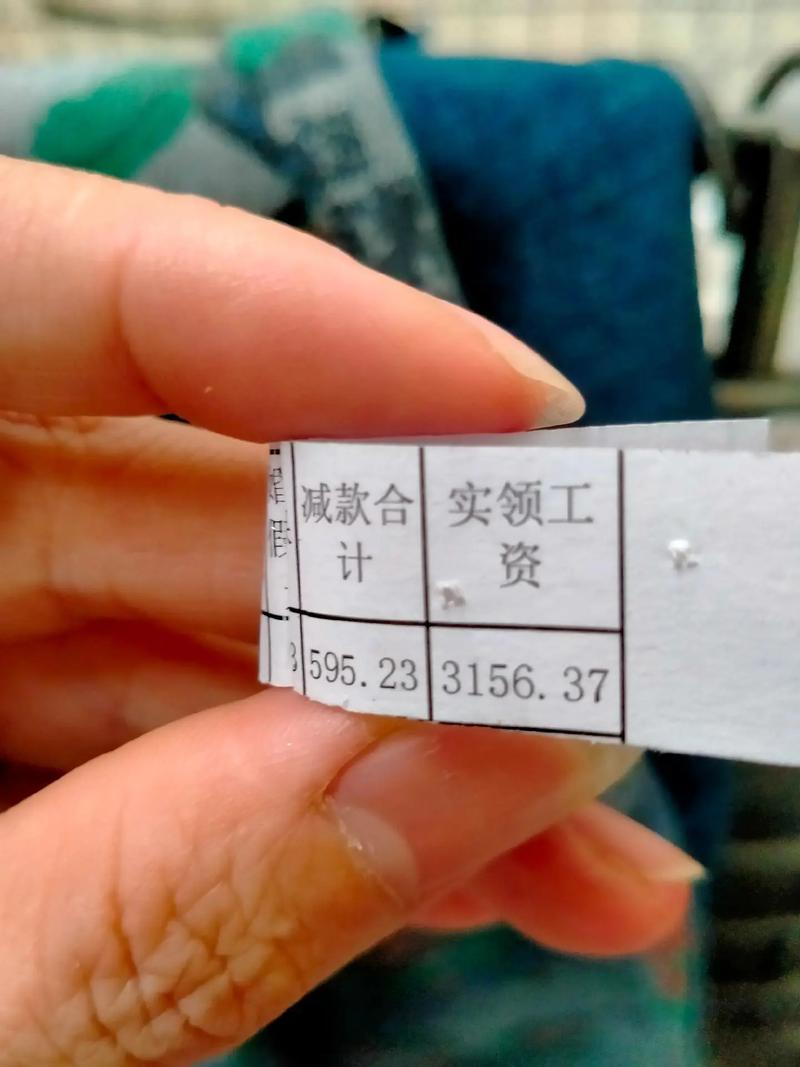 减款合
计
实领工
资
595.23
3156.37